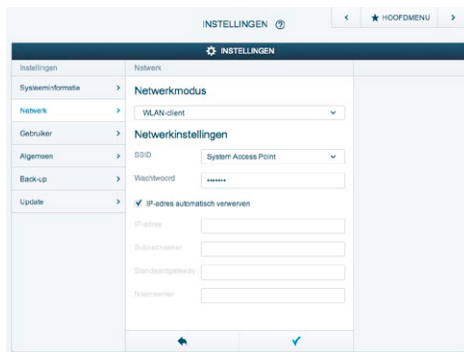 INSTELLINGEN ?
< ★ HOOFDMENU >
INSTELLINGEN
Instellingen
Netwerk
Systeeminformatie >
Netwerk >
Gebruiker >
Algemeen >
Back-up >
Update >
Netwerkmodus
WLAN-client
Netwerkinstellingen
SSID System Access Point
Wachtwoord •••••••
IP-adres automatisch verwerven
IP-adres
Subnetmasker
Standaardgateway
Naamserver